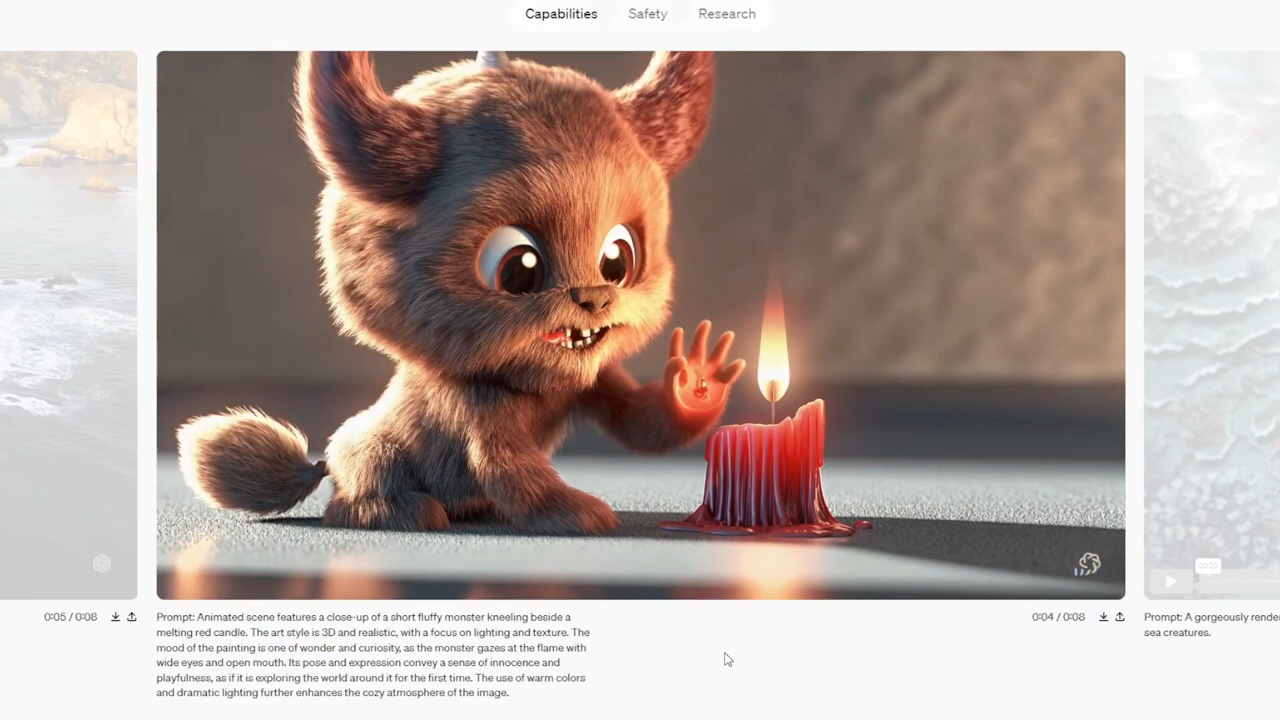 Capabilities
Safety
Research
00:20
0:05 / 0:08
Prompt: Animated scene features a close-up of a short fluffy monster kneeling beside a
melting red candle. The art style is 3D and realistic, with a focus on lighting and texture. The
mood of the painting is one of wonder and curiosity, as the monster gazes at the flame with
wide eyes and open mouth. Its pose and expression convey a sense of innocence and
playfulness, as if it is exploring the world around it for the first time. The use of warm colors
and dramatic lighting further enhances the cozy atmosphere of the image.
0:04 / 0:08
Prompt: A gorgeously rende
sea creatures.